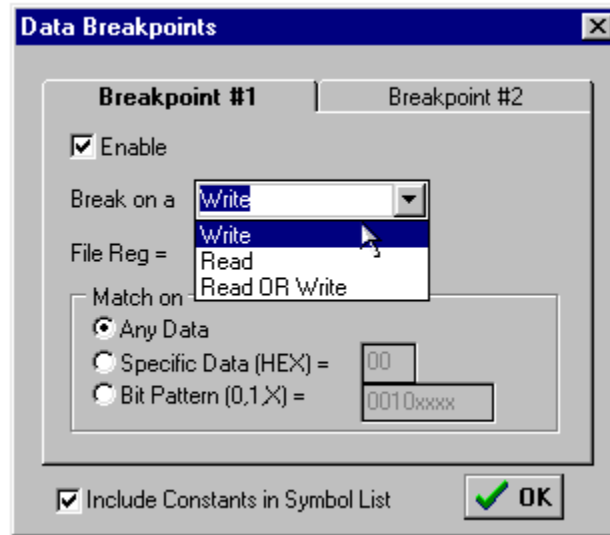 Data Breakpoints
Breakpoint #1 Breakpoint #2
Enable
Break on a Write
Write
File Reg =
Read
Read OR Write
Match on
Any Data
Specific Data (HEX) = 00
Bit Pattern (0,1,X) = 0010xxxx
Include Constants in Symbol List OK